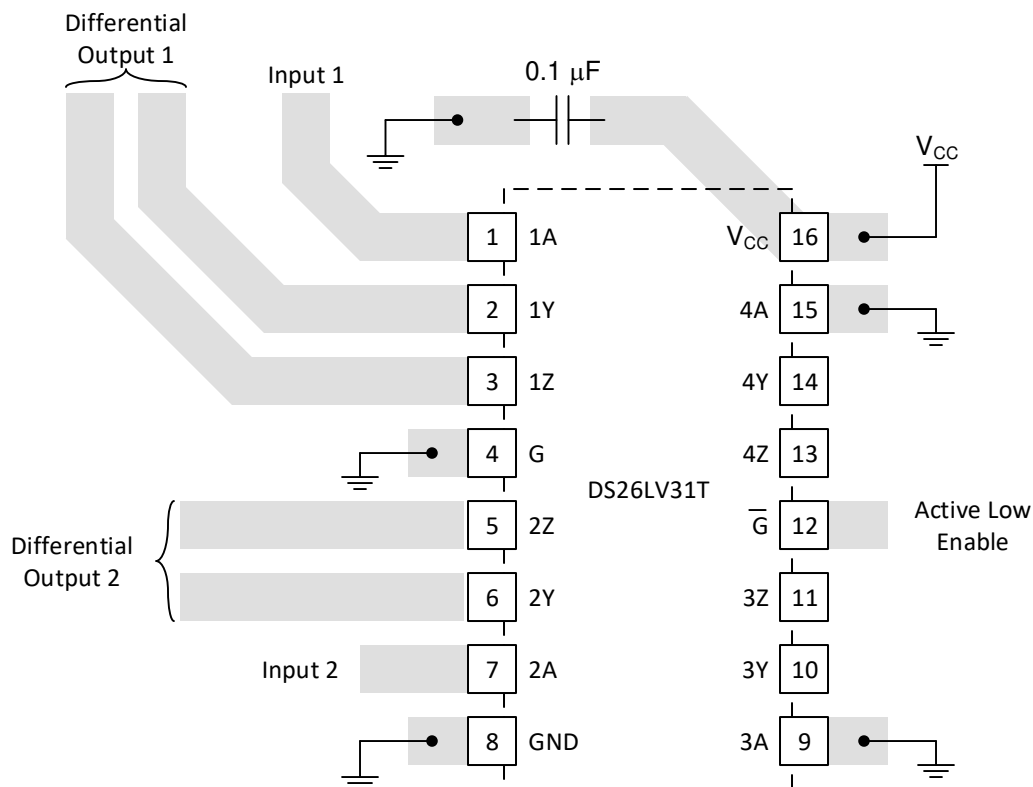 Differential
Output 1
Input 1
0.1 μF
V_CC
1 1A V_CC 16
2 1Y 4A 15
3 1Z 4Y 14
4 G 4Z 13
DS26LV31T
5 2Z G̅ 12
Active Low
Enable
Differential
Output 2
6 2Y 3Z 11
Input 2 7 2A 3Y 10
8 GND 3A 9